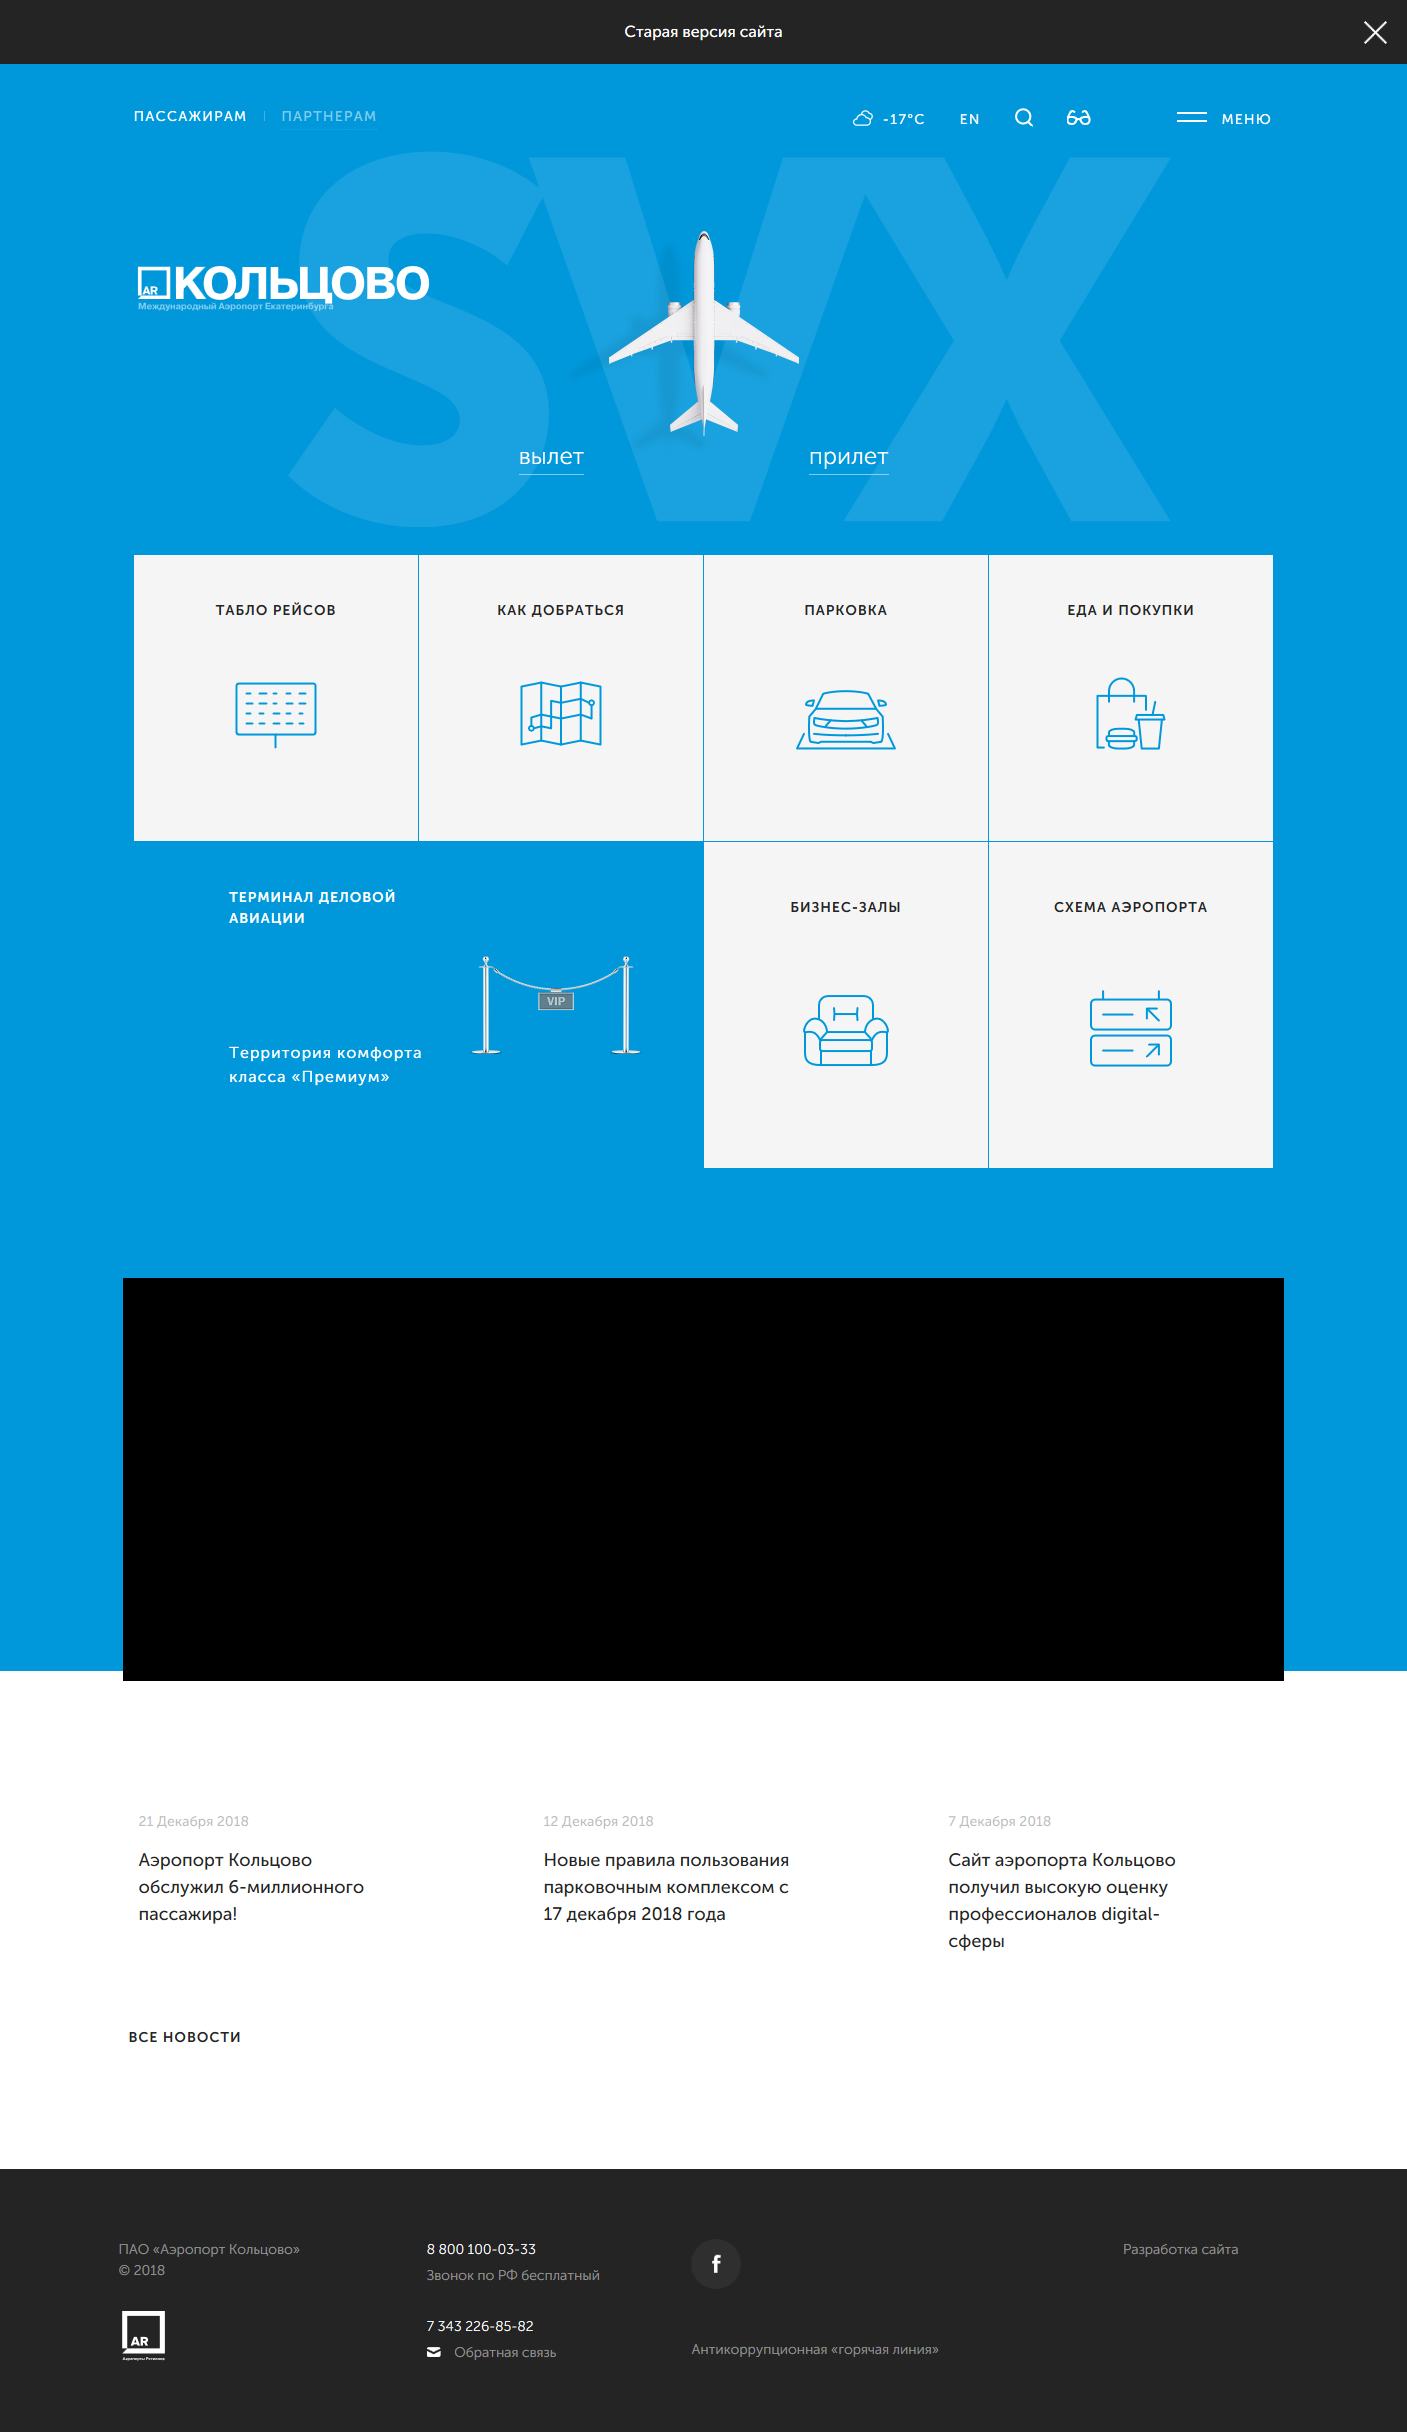 Старая версия сайта
ПАССАЖИРАМ ПАРТНЕРАМ
-17°C EN МЕНЮ
SVX
AR КОЛЬЦОВО
Международный Аэропорт Екатеринбурга
вылет прилет
ТАБЛО РЕЙСОВ
КАК ДОБРАТЬСЯ
ПАРКОВКА
ЕДА И ПОКУПКИ
ТЕРМИНАЛ ДЕЛОВОЙ
АВИАЦИИ
VIP
Территория комфорта
класса «Премиум»
БИЗНЕС-ЗАЛЫ
СХЕМА АЭРОПОРТА
21 Декабря 2018
Аэропорт Кольцово
обслужил 6-миллионного
пассажира!
12 Декабря 2018
Новые правила пользования
парковочным комплексом с
17 декабря 2018 года
7 Декабря 2018
Сайт аэропорта Кольцово
получил высокую оценку
профессионалов digital-
сферы
ВСЕ НОВОСТИ
ПАО «Аэропорт Кольцово»
© 2018
AR
Аэропорты Регионов
8 800 100-03-33
Звонок по РФ бесплатный
7 343 226-85-82
Обратная связь
f
Антикоррупционная «горячая линия»
Разработка сайта